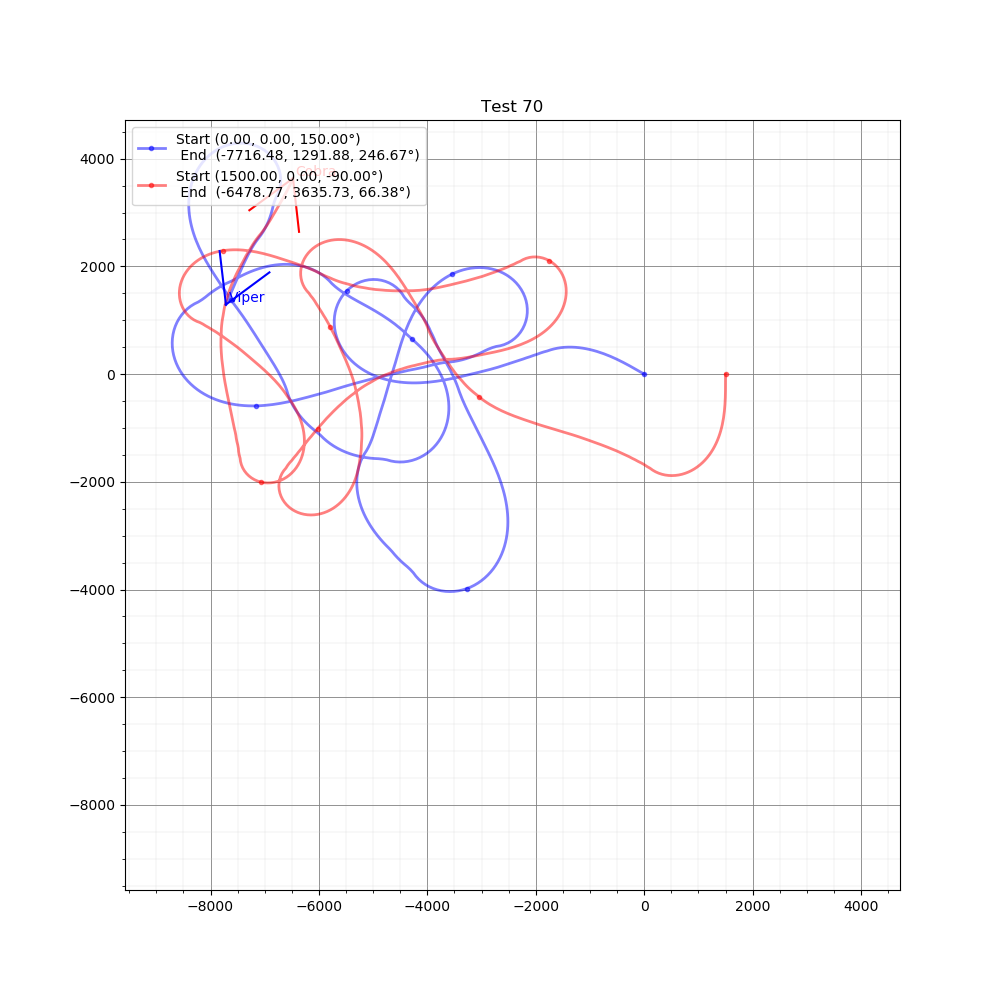 Test 70
Start (0.00, 0.00, 150.00°)
End  (-7716.48, 1291.88, 246.67°)
Start (1500.00, 0.00, -90.00°)
End  (-6478.77, 3635.73, 66.38°)
Viper
4000
2000
0
−2000
−4000
−6000
−8000
−8000 −6000 −4000 −2000 0 2000 4000